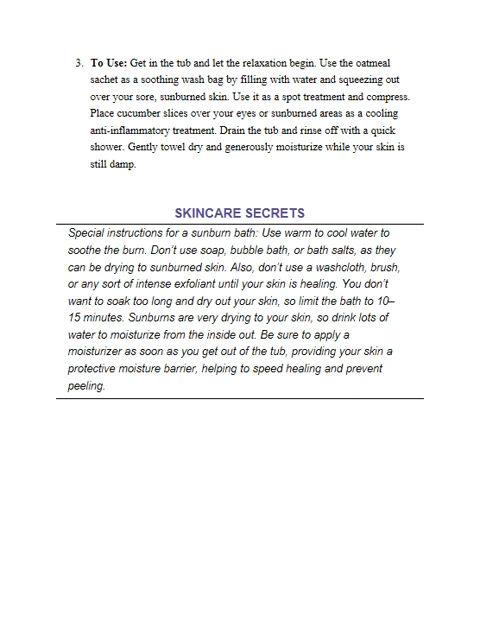 3. To Use: Get in the tub and let the relaxation begin. Use the oatmeal
sachet as a soothing wash bag by filling with water and squeezing out
over your sore, sunburned skin. Use it as a spot treatment and compress.
Place cucumber slices over your eyes or sunburned areas as a cooling
anti-inflammatory treatment. Drain the tub and rinse off with a quick
shower. Gently towel dry and generously moisturize while your skin is
still damp.
SKINCARE SECRETS
Special instructions for a sunburn bath: Use warm to cool water to
soothe the burn. Don’t use soap, bubble bath, or bath salts, as they
can be drying to sunburned skin. Also, don’t use a washcloth, brush,
or any sort of intense exfoliant until your skin is healing. You don’t
want to soak too long and dry out your skin, so limit the bath to 10–
15 minutes. Sunburns are very drying to your skin, so drink lots of
water to moisturize from the inside out. Be sure to apply a
moisturizer as soon as you get out of the tub, providing your skin a
protective moisture barrier, helping to speed healing and prevent
peeling.